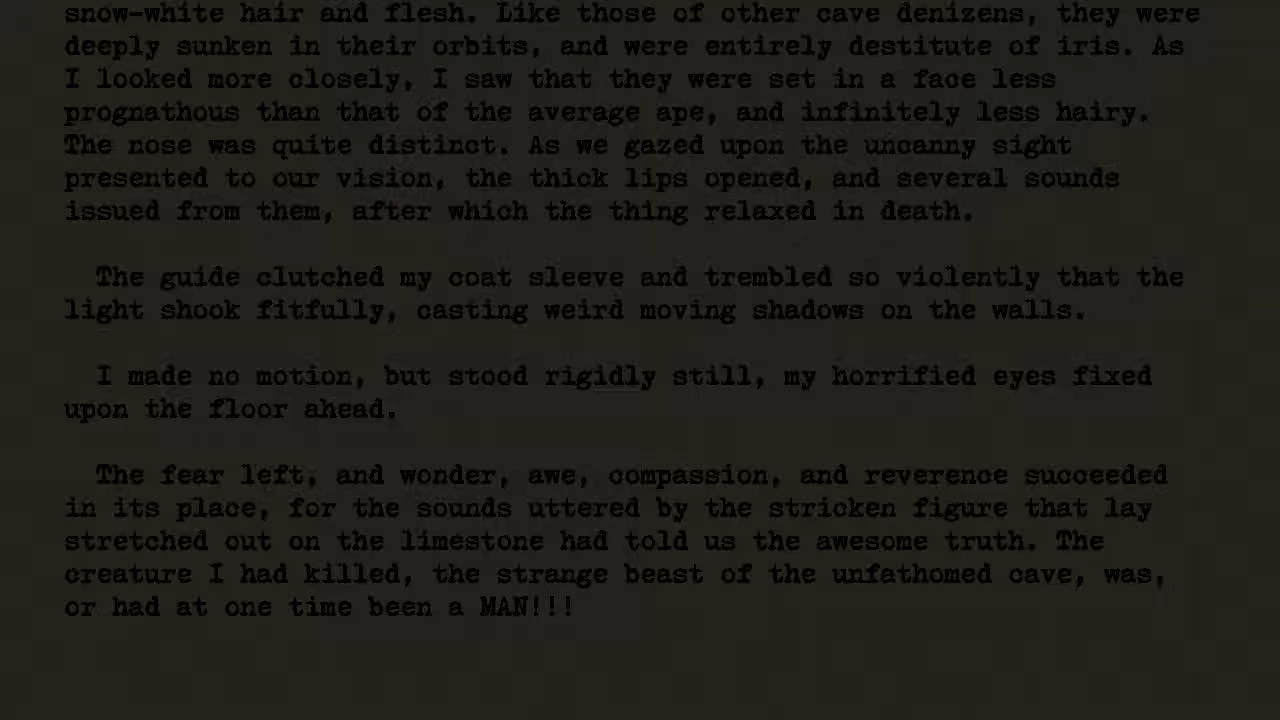 snow-white hair and flesh. Like those of other cave denizens, they were
deeply sunken in their orbits, and were entirely destitute of iris. As
I looked more closely, I saw that they were set in a face less
prognathous than that of the average ape, and infinitely less hairy.
The nose was quite distinct. As we gazed upon the uncanny sight
presented to our vision, the thick lips opened, and several sounds
issued from them, after which the thing relaxed in death.
The guide clutched my coat sleeve and trembled so violently that the
light shook fitfully, casting weird moving shadows on the walls.
I made no motion, but stood rigidly still, my horrified eyes fixed
upon the floor ahead.
The fear left, and wonder, awe, compassion, and reverence succeeded
in its place, for the sounds uttered by the stricken figure that lay
stretched out on the limestone had told us the awesome truth. The
creature I had killed, the strange beast of the unfathomed cave, was,
or had at one time been a MAN!!!